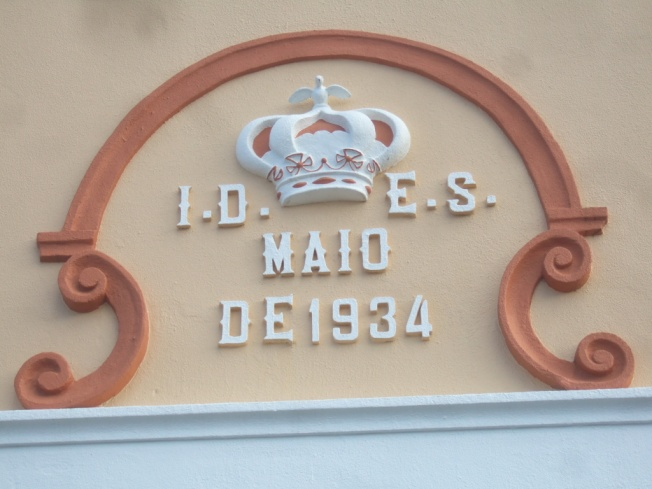 I.D. E.S.
MAIO
DE 1934